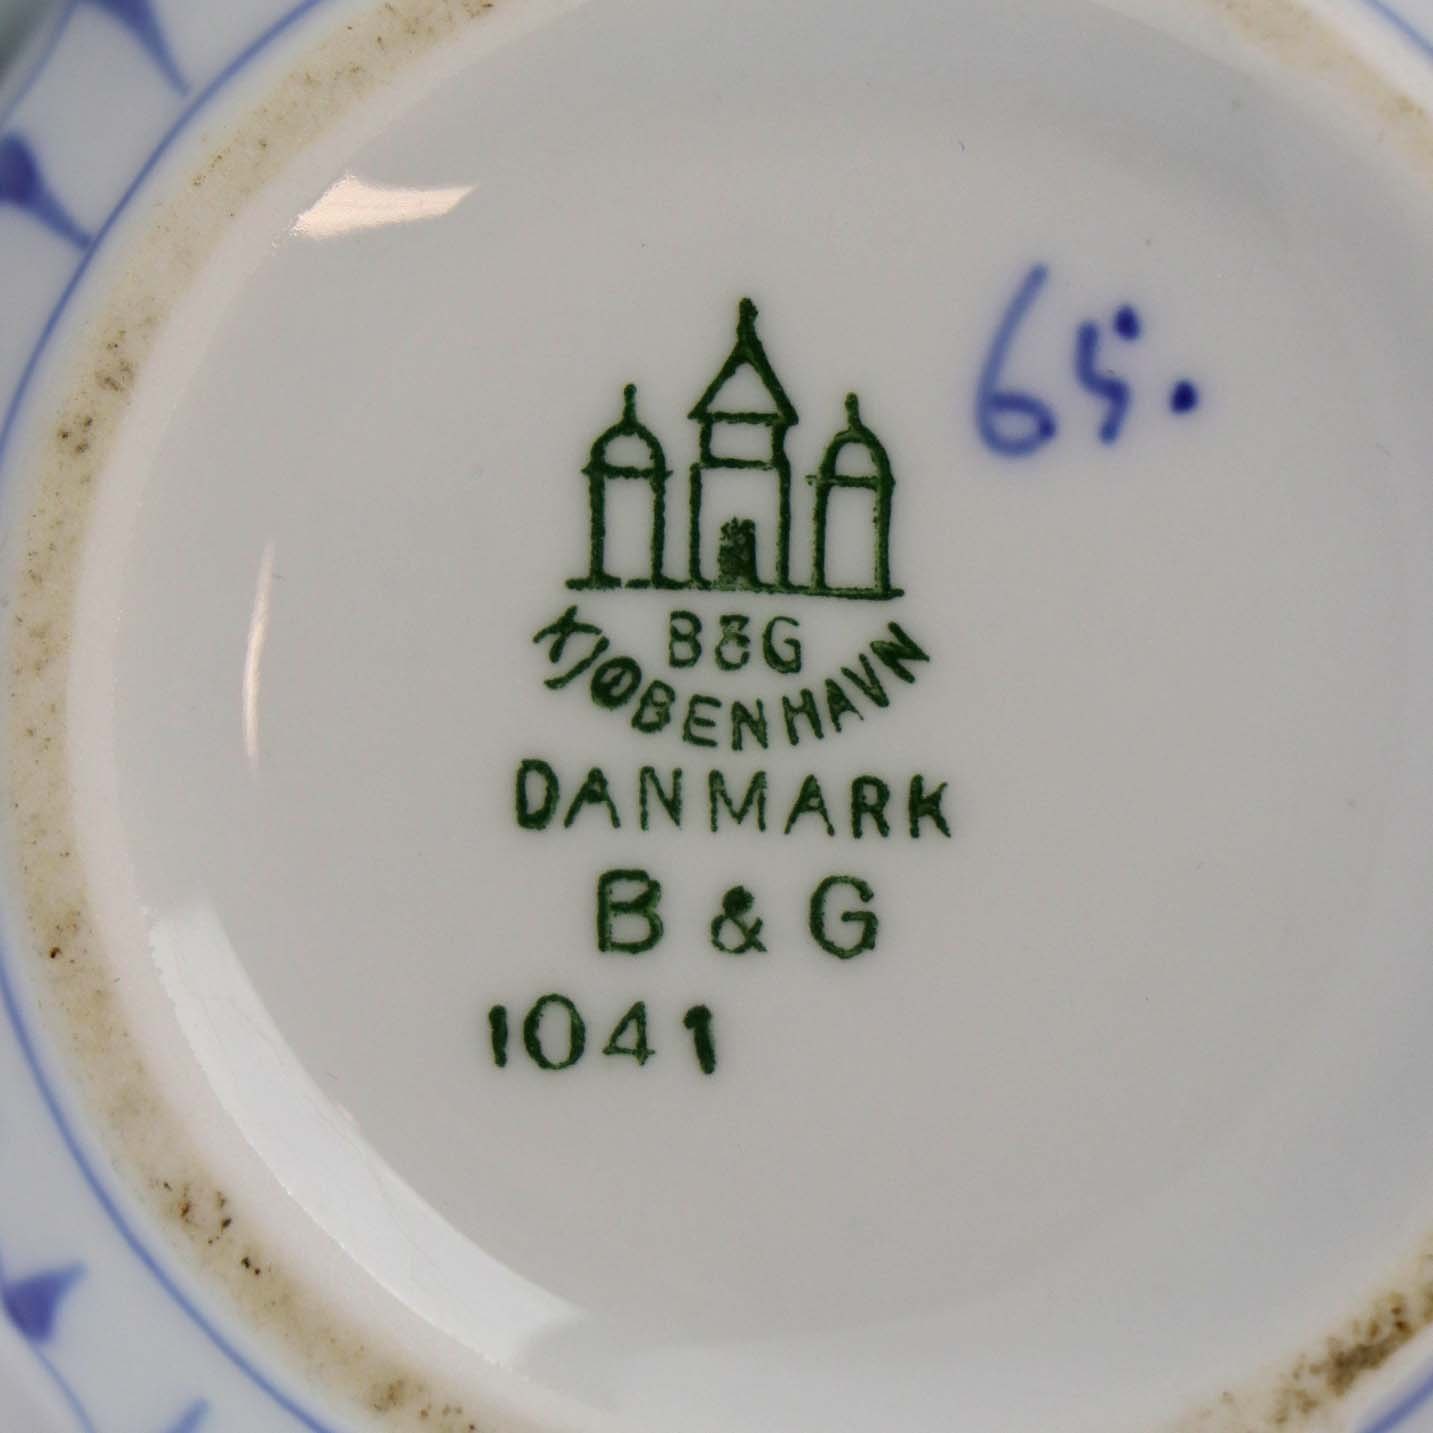 65.
B&G
KJØBENHAVN
DANMARK
B & G
1041